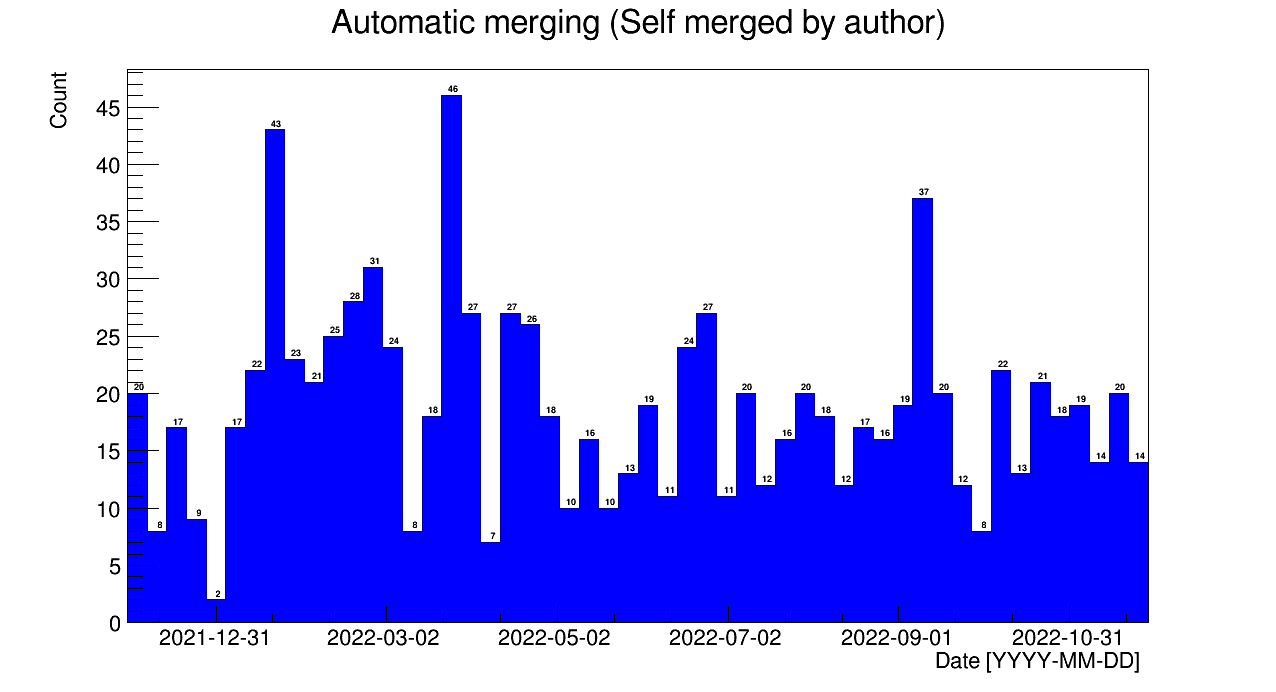 Automatic merging (Self merged by author)
Count
45
40
35
30
25
20
15
10
5
0
20 8 17 9 2 17 22 43 23 21 25 28 31 24 8 18 46 27 7 27 26 18 10 16 10 13 19 11 24 27 11 20 12 16 20 18 12 17 16 19 37 20 12 8 22 13 21 18 19 14 20 14
2021-12-31 2022-03-02 2022-05-02 2022-07-02 2022-09-01 2022-10-31
Date [YYYY-MM-DD]